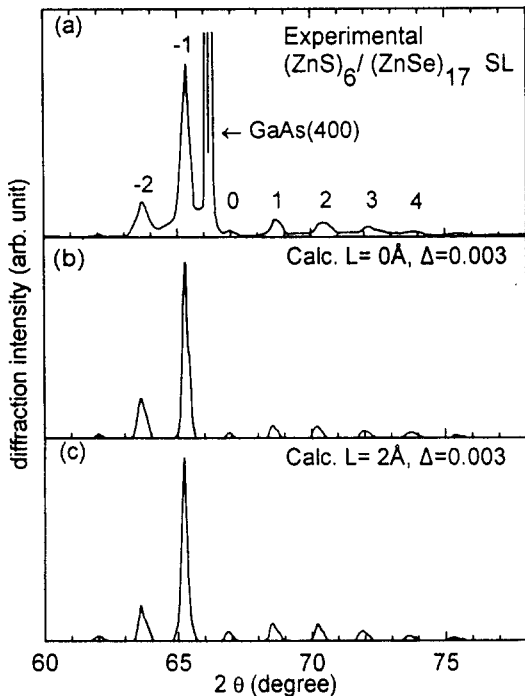 (a)
-1
Experimental
(ZnS)6/ (ZnSe)17 SL
← GaAs(400)
-2
0
1
2
3
4
(b)
Calc. L= 0Å, Δ=0.003
(c)
Calc. L= 2Å, Δ=0.003
diffraction intensity (arb. unit)
60
65
70
75
2 θ (degree)